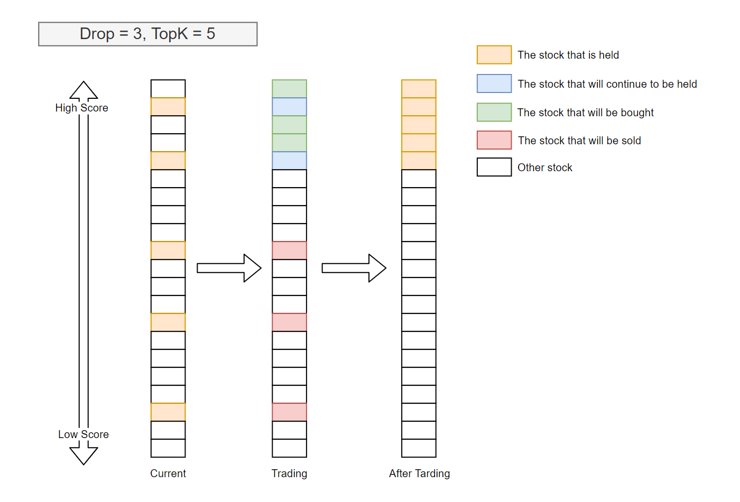 Drop = 3, TopK = 5
The stock that is held
The stock that will continue to be held
The stock that will be bought
The stock that will be sold
Other stock
High Score
Low Score
Current
Trading
After Tarding